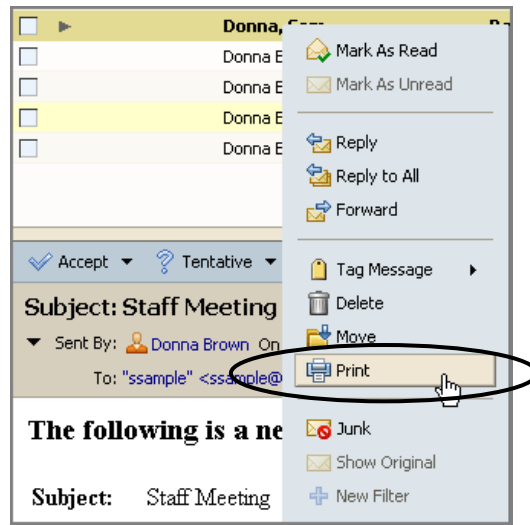 Donna,
Donna B
Donna B
Donna B
Donna B
Mark As Read
Mark As Unread
Reply
Reply to All
Forward
Tag Message
Delete
Move
Print
Junk
Show Original
New Filter
Accept Tentative
Subject: Staff Meeting
Sent By: Donna Brown On
To: "ssample" <ssample@
The following is a ne
Subject: Staff Meeting